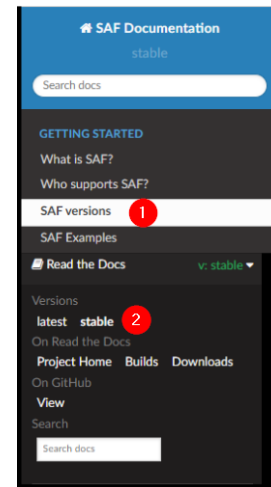 SAF Documentation
stable
Search docs
GETTING STARTED
What is SAF?
Who supports SAF?
SAF versions 1
SAF Examples
Read the Docs v: stable
Versions
latest stable 2
On Read the Docs
Project Home Builds Downloads
On GitHub
View
Search
Search docs